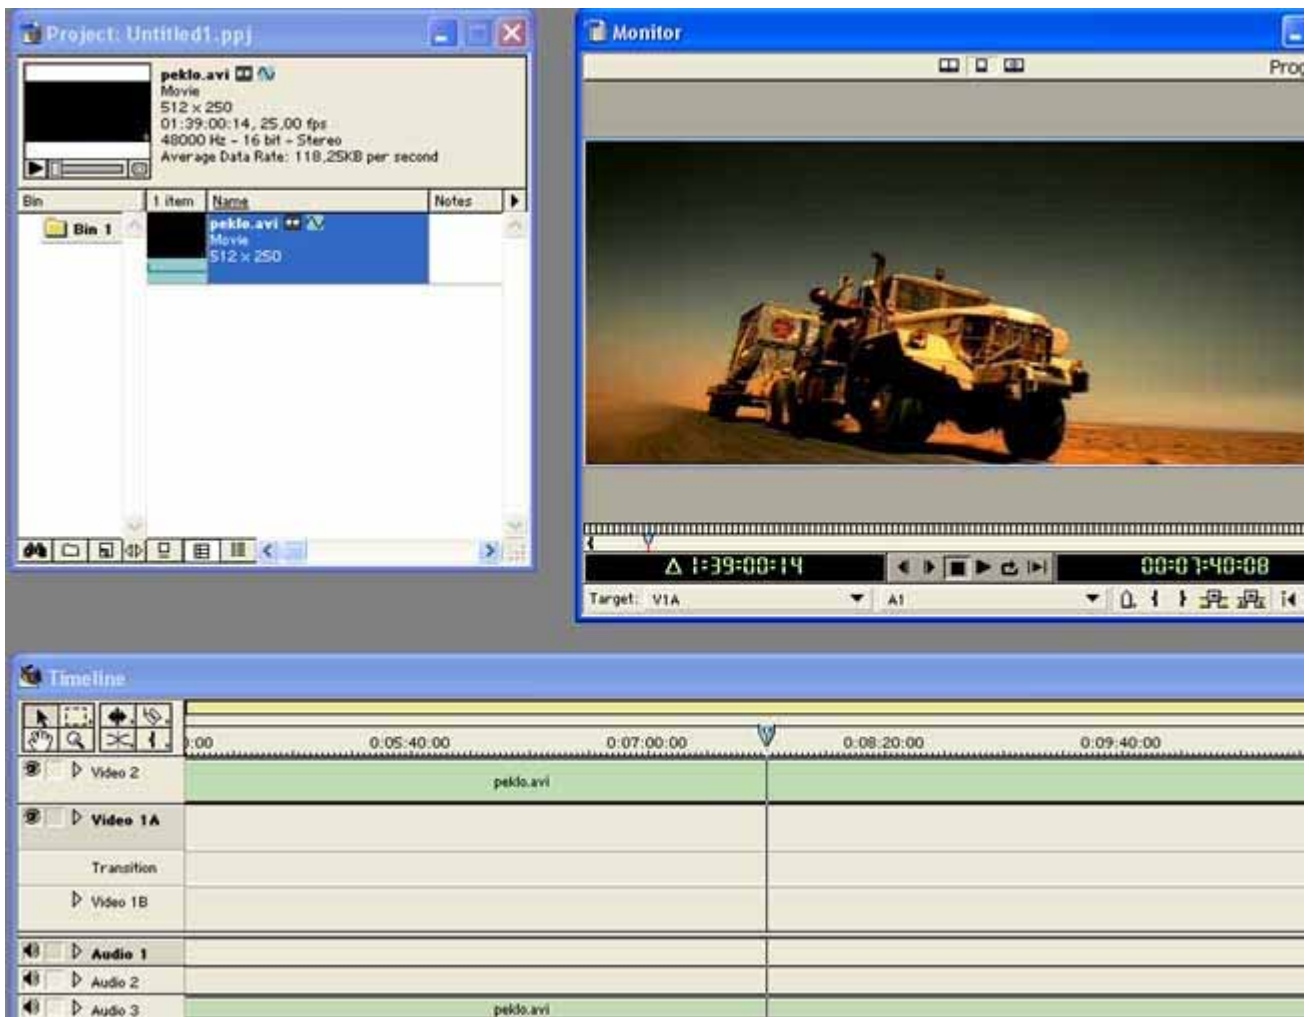 Project: Untitled1.ppj
peklo.avi
Movie
512 x 250
01:39:00:14, 25,00 fps
48000 Hz - 16 bit - Stereo
Average Data Rate: 118,25KB per second
Bin
1 item
Name
Notes
Bin 1
peklo.avi
Movie
512 x 250
Monitor
Prog
Δ 1:39:00:14
00:07:40:08
Target: V1A
A1
Timeline
0:00
0:05:40:00
0:07:00:00
0:08:20:00
0:09:40:00
Video 2
peklo.avi
Video 1A
Transition
Video 1B
Audio 1
Audio 2
Audio 3
peklo.avi